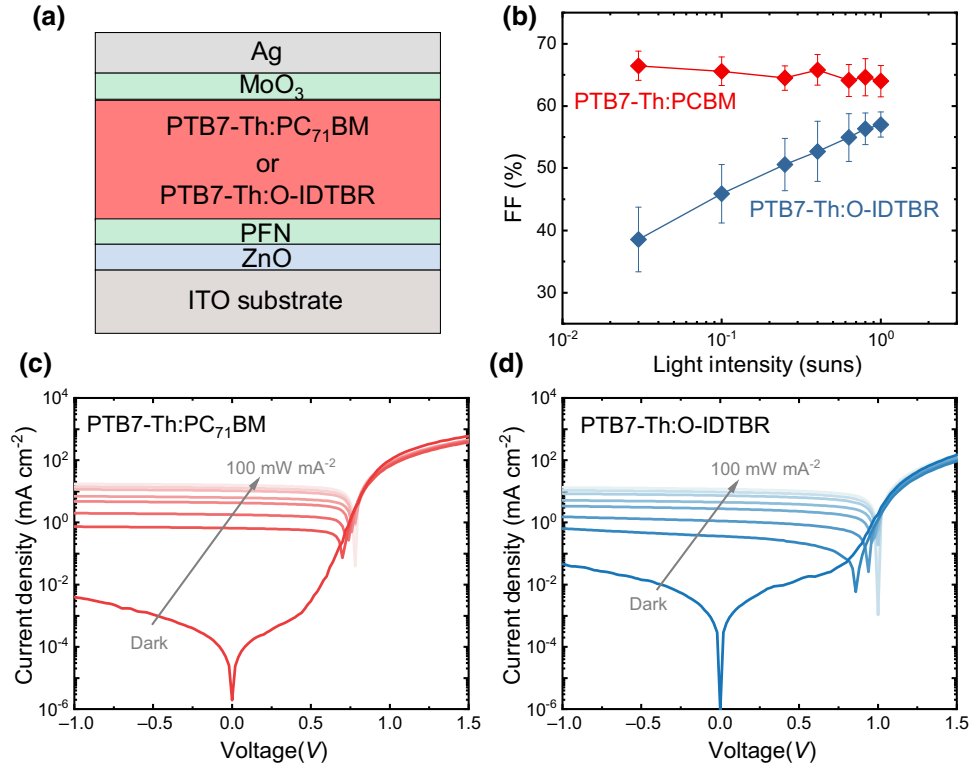 (a)
Ag
MoO₃
PTB7-Th:PC₇₁BM
or
PTB7-Th:O-IDTBR
PFN
ZnO
ITO substrate
(b)
FF (%)
70
60
50
40
30
PTB7-Th:PCBM
PTB7-Th:O-IDTBR
10⁻² 10⁻¹ 10⁰
Light intensity (suns)
(c)
Current density (mA cm⁻²)
10⁴
10²
10⁰
10⁻²
10⁻⁴
10⁻⁶
PTB7-Th:PC₇₁BM
100 mW mA⁻²
Dark
–1.0 –0.5 0.0 0.5 1.0 1.5
Voltage(V)
(d)
Current density (mA cm⁻²)
10⁴
10²
10⁰
10⁻²
10⁻⁴
10⁻⁶
PTB7-Th:O-IDTBR
100 mW mA⁻²
Dark
–1.0 –0.5 0.0 0.5 1.0 1.5
Voltage(V)